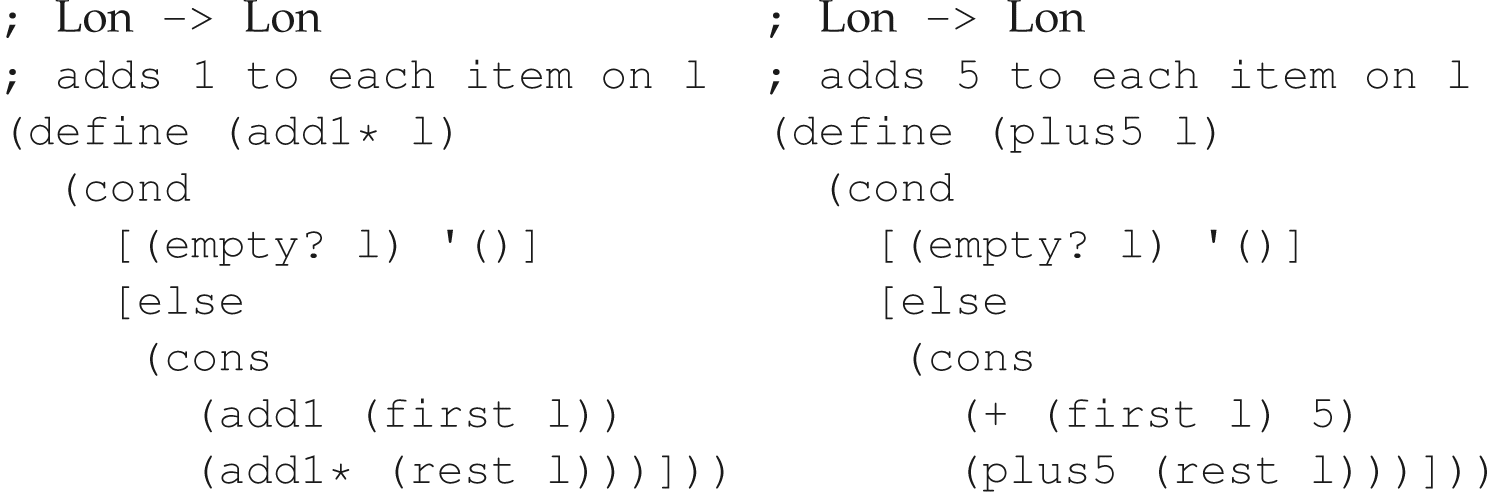 ; Lon -> Lon
; adds 1 to each item on l
(define (add1* l)
  (cond
    [(empty? l) '()]
    [else
     (cons
       (add1 (first l))
       (add1* (rest l)))]))
; Lon -> Lon
; adds 5 to each item on l
(define (plus5 l)
  (cond
    [(empty? l) '()]
    [else
     (cons
       (+ (first l) 5)
       (plus5 (rest l)))]))